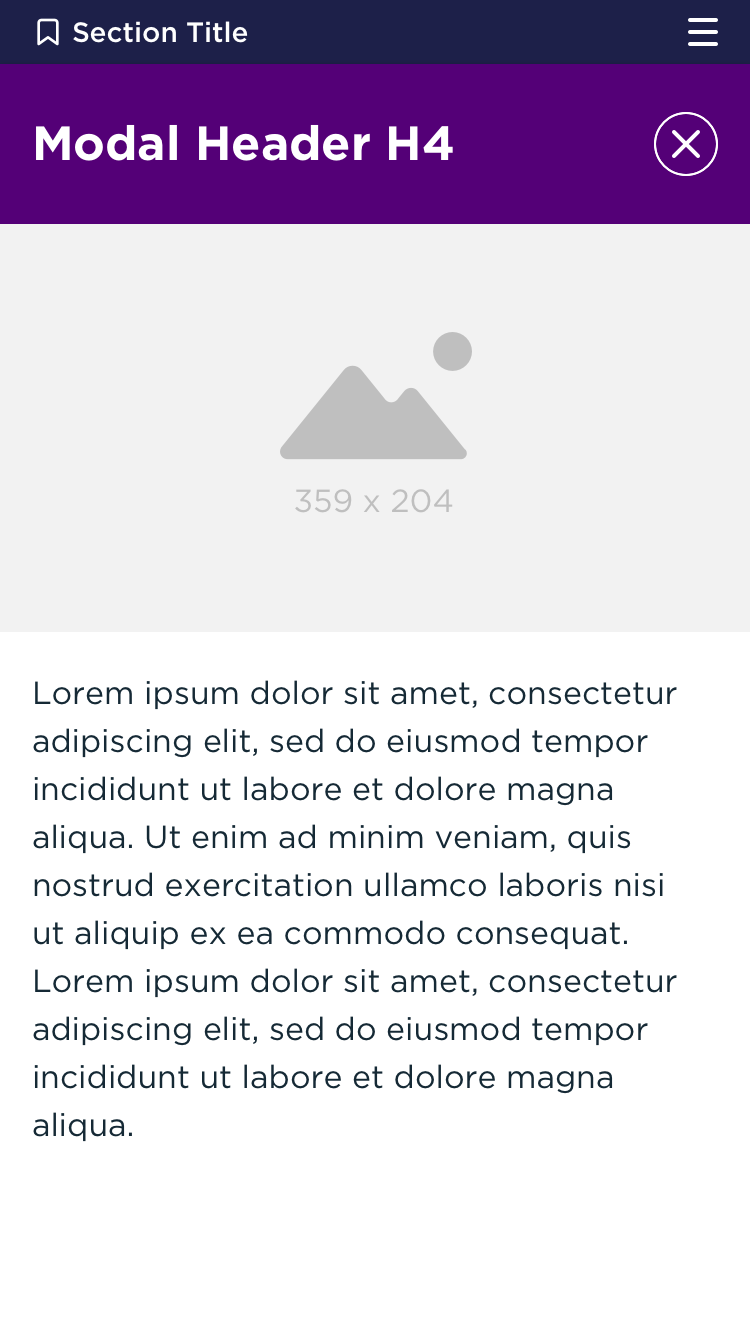 Section Title
Modal Header H4
359 x 204
Lorem ipsum dolor sit amet, consectetur
adipiscing elit, sed do eiusmod tempor
incididunt ut labore et dolore magna
aliqua. Ut enim ad minim veniam, quis
nostrud exercitation ullamco laboris nisi
ut aliquip ex ea commodo consequat.
Lorem ipsum dolor sit amet, consectetur
adipiscing elit, sed do eiusmod tempor
incididunt ut labore et dolore magna
aliqua.